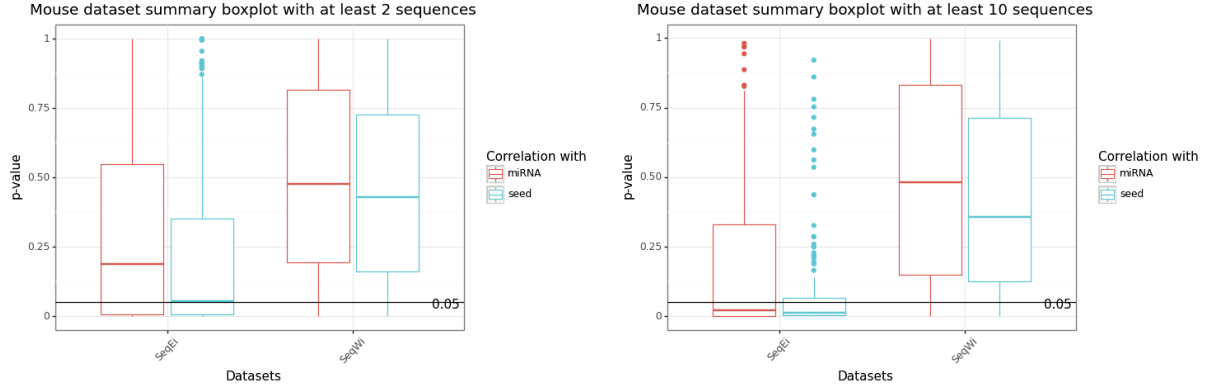 Mouse dataset summary boxplot with at least 2 sequences
1
0.75
0.50
0.25
0
p-value
0.05
SeqEi
SeqWi
Datasets
Correlation with
miRNA
seed
Mouse dataset summary boxplot with at least 10 sequences
1
0.75
0.50
0.25
0
p-value
0.05
SeqEi
SeqWi
Datasets
Correlation with
miRNA
seed